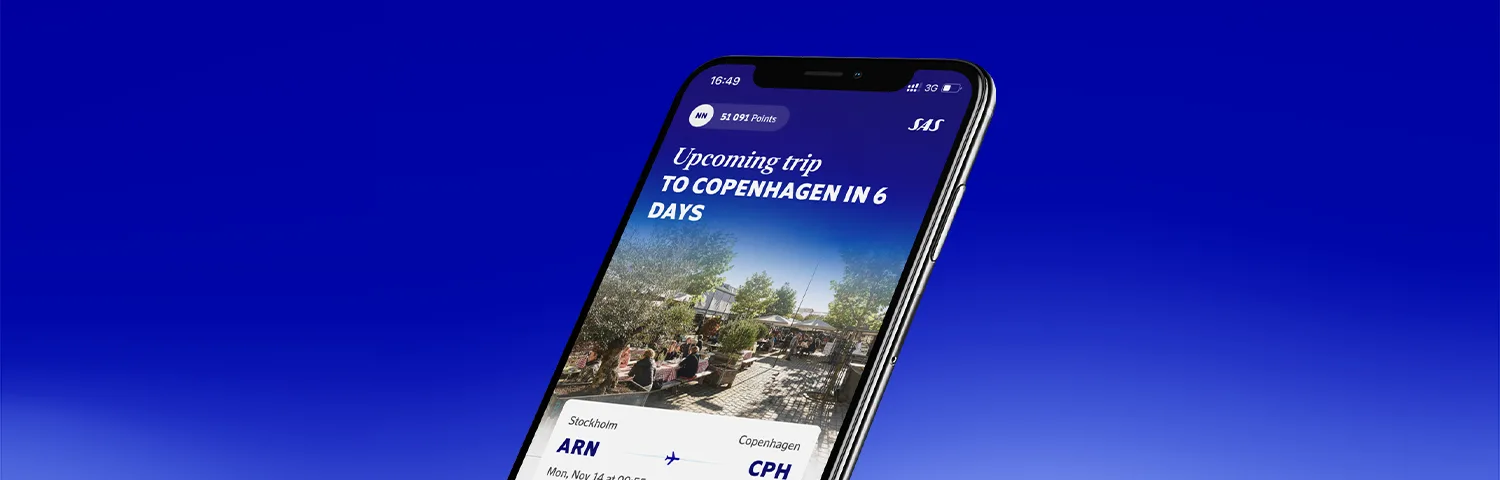 16:49
3G
NN 51 091 Points
SAS
Upcoming trip
TO COPENHAGEN IN 6
DAYS
Stockholm
Copenhagen
ARN
CPH
Mon, Nov 14 at